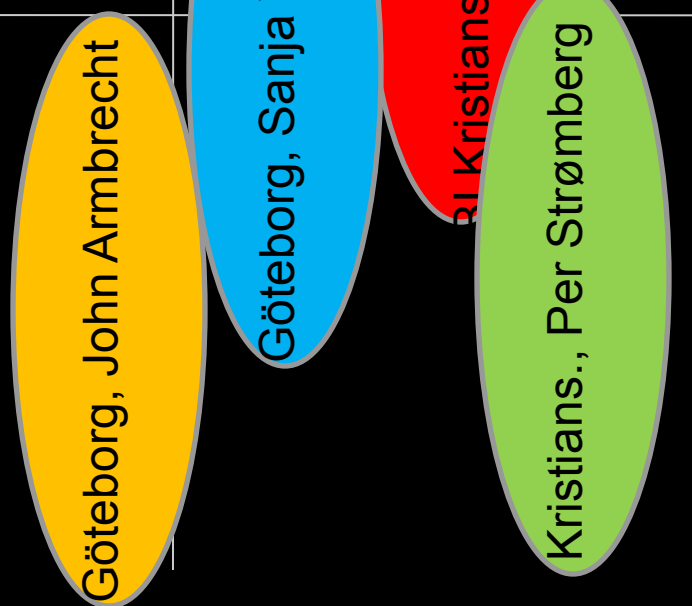 Göteborg, John Armbrecht
Göteborg, Sanja
Kristians
Kristians., Per Strømberg